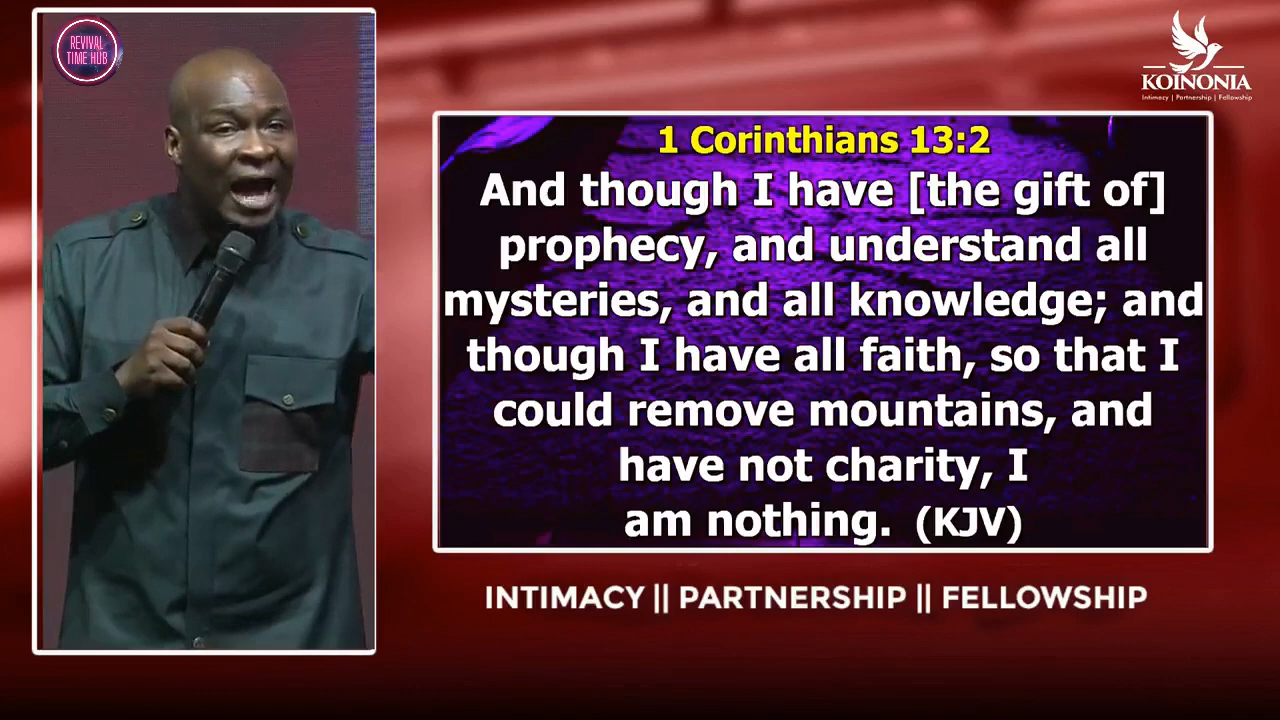 REVIVAL
TIME HUB
KOINONIA
Intimacy | Partnership | Fellowship
1 Corinthians 13:2
And though I have [the gift of]
prophecy, and understand all
mysteries, and all knowledge; and
though I have all faith, so that I
could remove mountains, and
have not charity, I
am nothing. (KJV)
INTIMACY || PARTNERSHIP || FELLOWSHIP